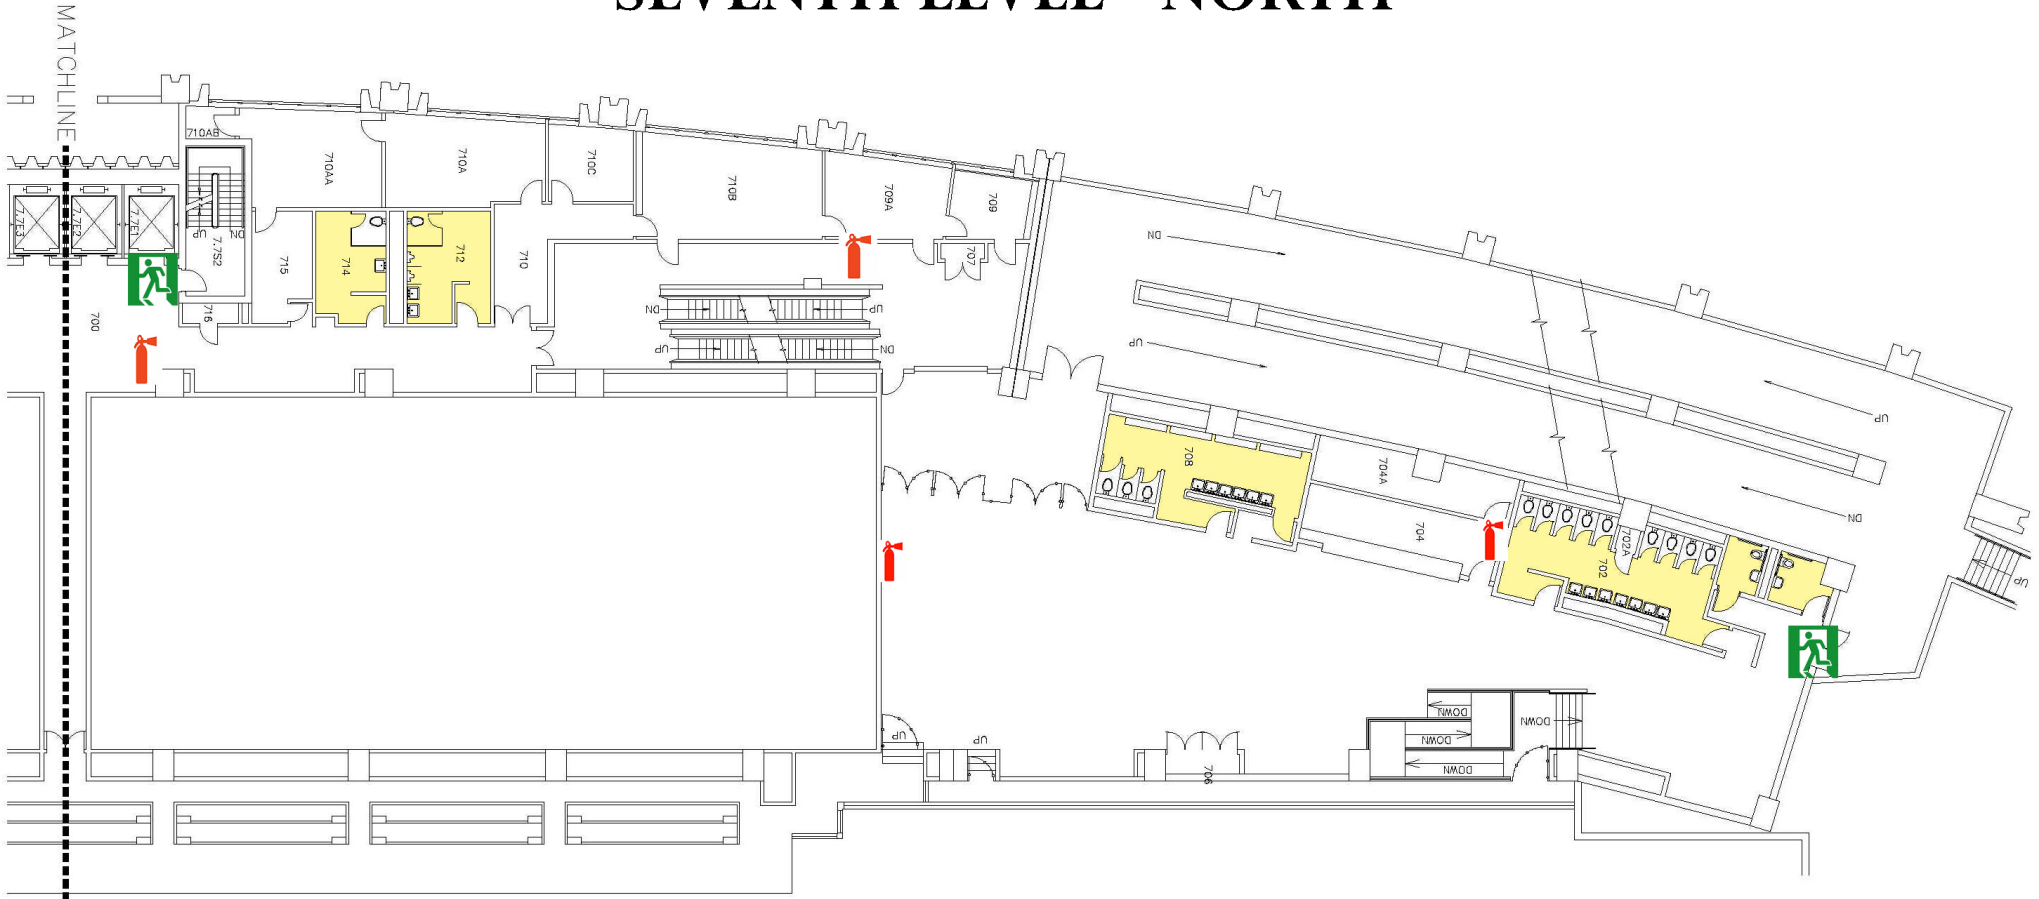 SEVENTH LEVEL - NORTH
MATCHLINE
710AB
710AA
710A
710C
710B
709A
709
707
7.7E3
7.7E2
7.7E1
UP
DN
7.7S2
715
714
712
710
716
700
DN
UP
UP
DN
DN
UP
UP
DN
UP
708
704A
704
702A
702
UP
UP
706
DOWN
DOWN
DOWN
DOWN